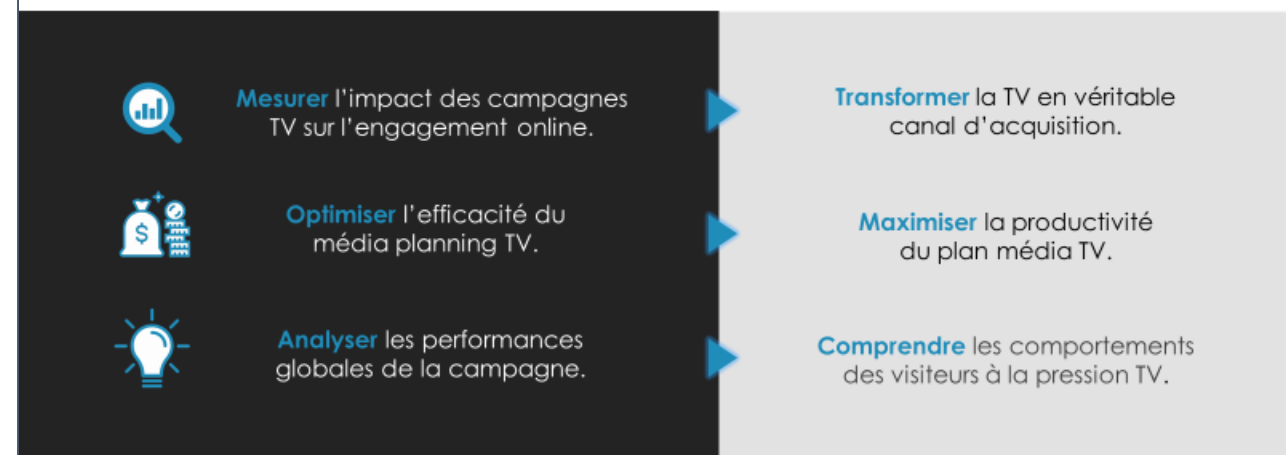 Mesurer l'impact des campagnes
TV sur l'engagement online.
Transformer la TV en véritable
canal d'acquisition.
Optimiser l'efficacité du
média planning TV.
Maximiser la productivité
du plan média TV.
Analyser les performances
globales de la campagne.
Comprendre les comportements
des visiteurs à la pression TV.